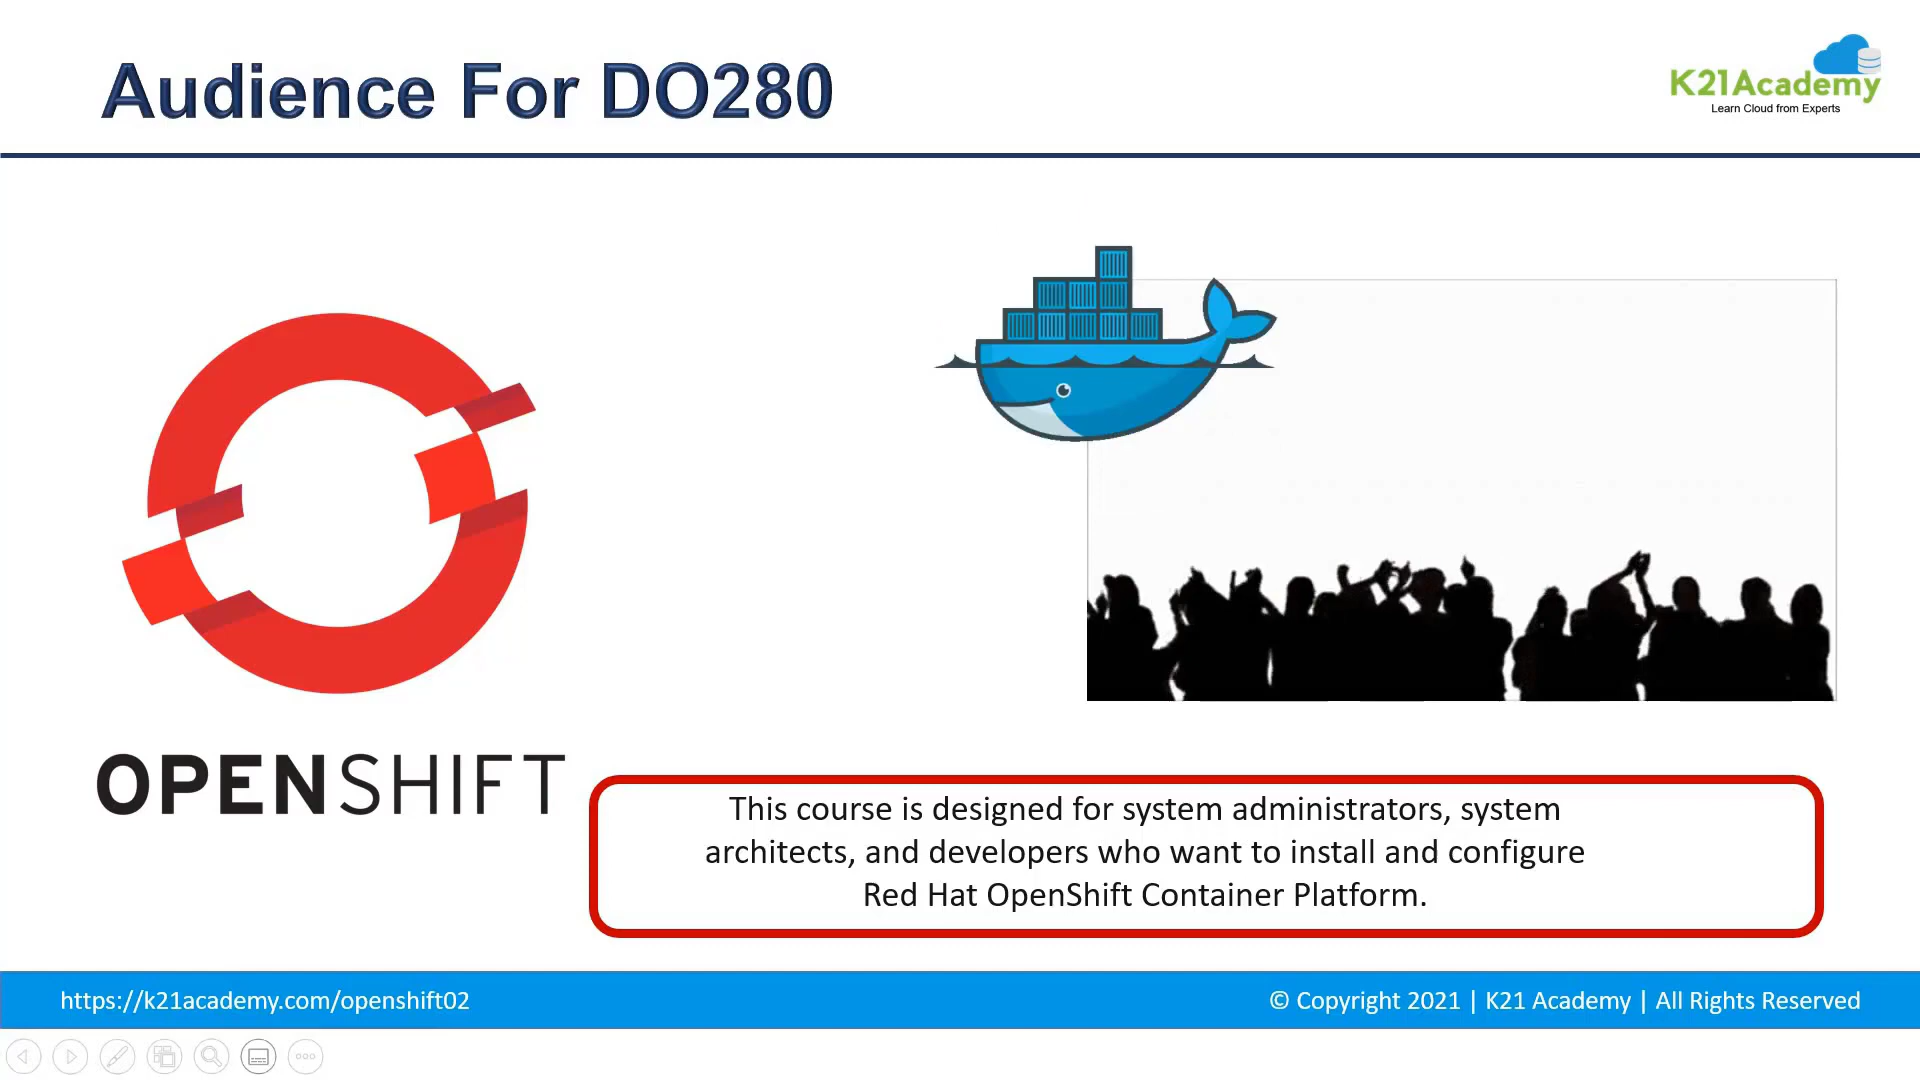 Audience For DO280
K21Academy
Learn Cloud from Experts
OPENSHIFT
This course is designed for system administrators, system
architects, and developers who want to install and configure
Red Hat OpenShift Container Platform.
https://k21academy.com/openshift02
© Copyright 2021 | K21 Academy | All Rights Reserved